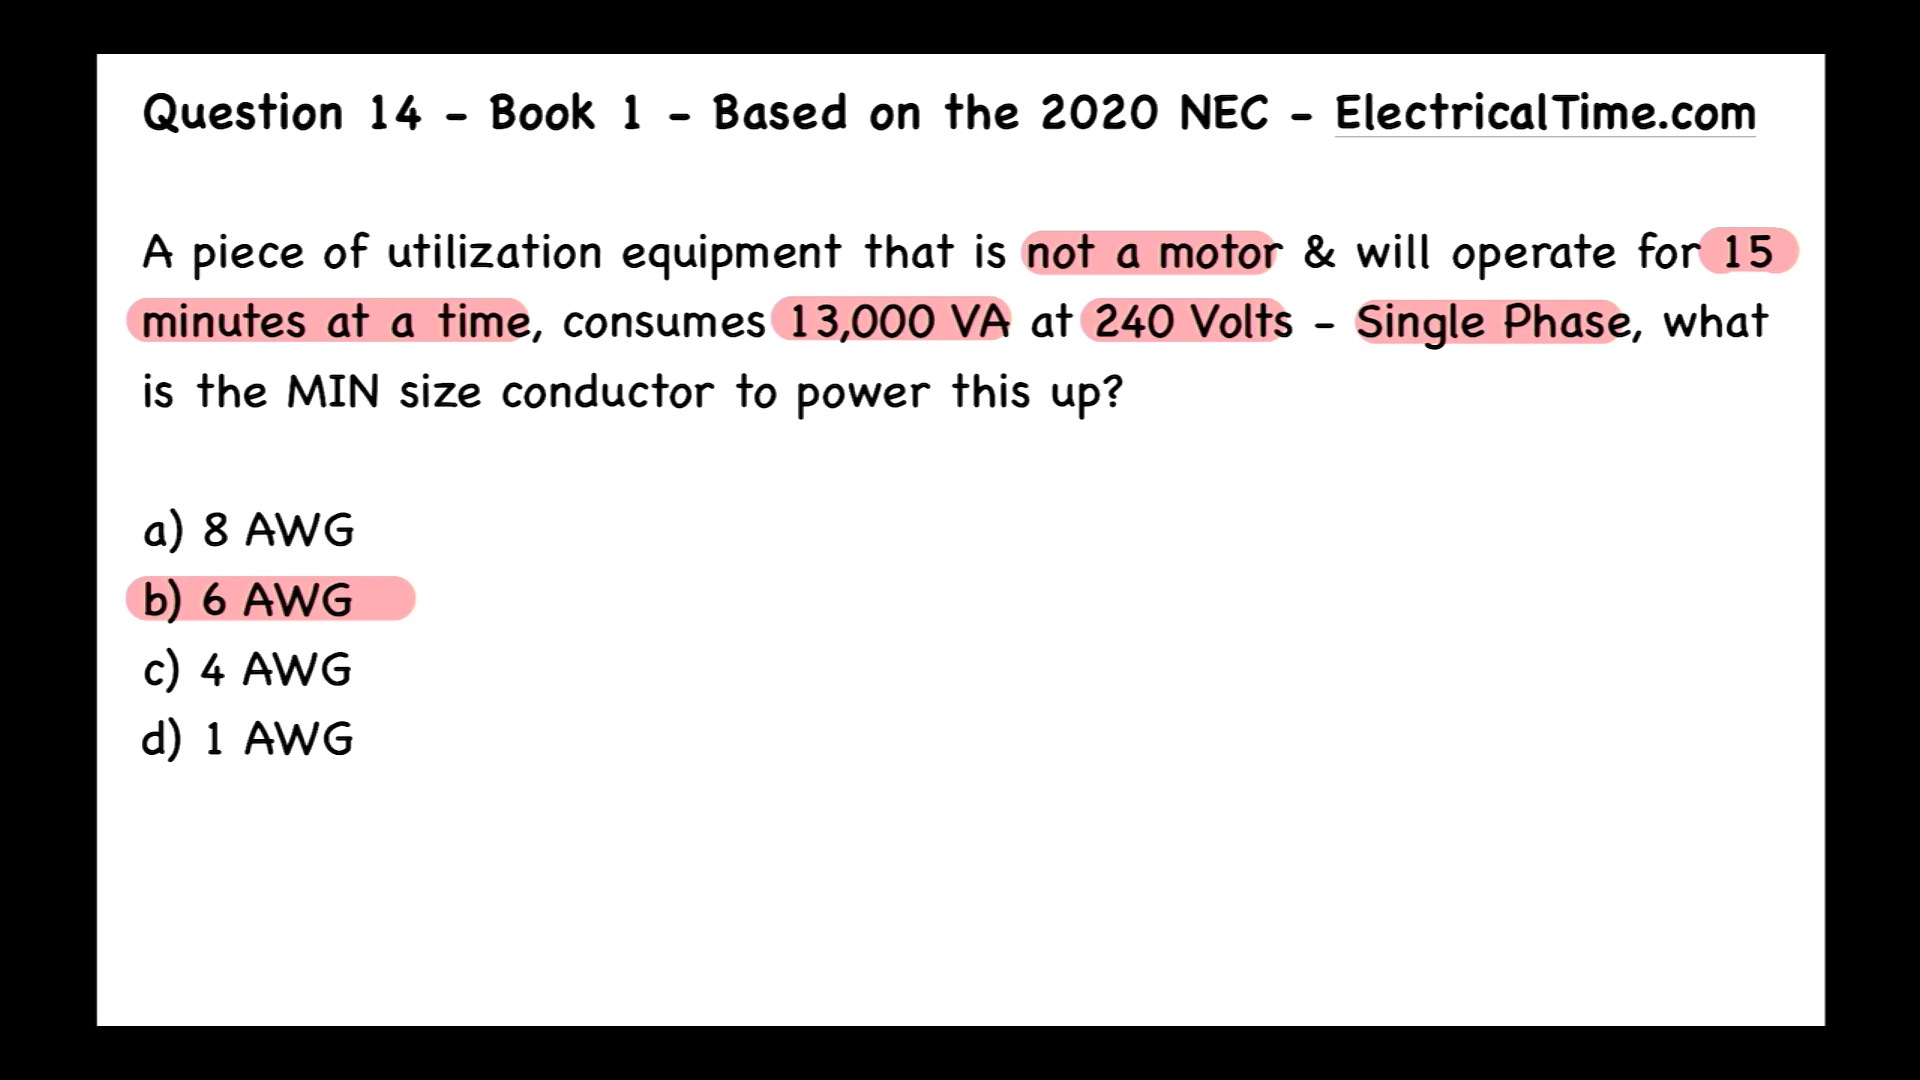 Question 14 - Book 1 - Based on the 2020 NEC - ElectricalTime.com
A piece of utilization equipment that is not a motor & will operate for 15
minutes at a time, consumes 13,000 VA at 240 Volts - Single Phase, what
is the MIN size conductor to power this up?
a) 8 AWG
b) 6 AWG
c) 4 AWG
d) 1 AWG